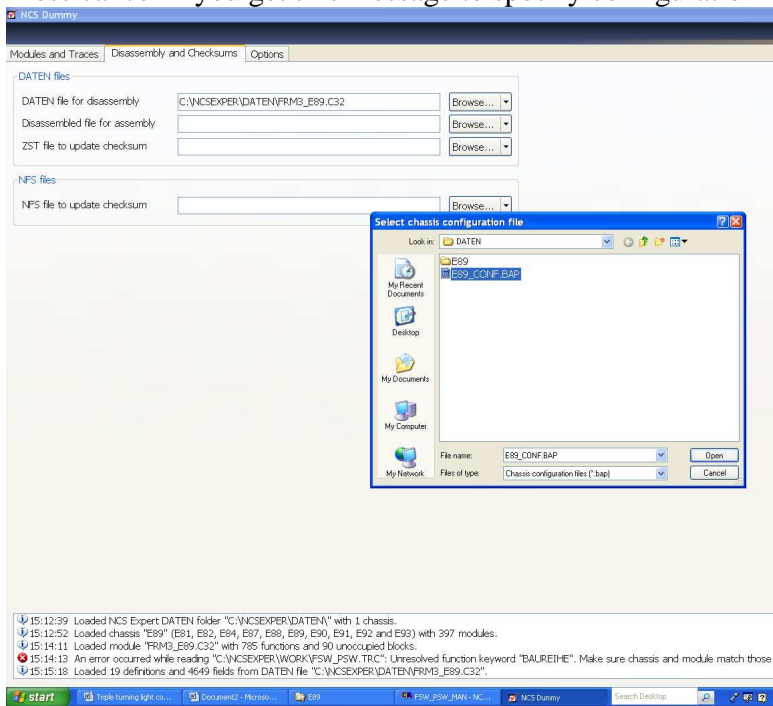 NCS Dummy
Modules and Traces Disassembly and Checksums Options
DATEN files
DATEN file for disassembly C:\NCSEXPER\DATEN\FRM3_E89.C32 Browse...
Disassembled file for assembly Browse...
ZST file to update checksum Browse...
NFS files
NFS file to update checksum Browse...
Select chassis configuration file
Look in: DATEN
E89
E89_CONF.BAP
My Recent
Documents
Desktop
My Documents
My Computer
My Network
File name: E89_CONF.BAP Open
Files of type: Chassis configuration files (*.bap) Cancel
15:12:39 Loaded NCS Expert DATEN folder "C:\NCSEXPER\DATEN\" with 1 chassis.
15:12:52 Loaded chassis "E89" (E81, E82, E84, E87, E88, E89, E90, E91, E92 and E93) with 397 modules.
15:14:11 Loaded module "FRM3_E89.C32" with 785 functions and 90 unoccupied blocks.
15:14:13 An error occurred while reading "C:\NCSEXPER\WORK\FSW_PSW.TRC": Unresolved function keyword "BAUREIHE". Make sure chassis and module match those
15:15:18 Loaded 19 definitions and 4649 fields from DATEN file "C:\NCSEXPER\DATEN\FRM3_E89.C32".
start Triple turning light co... Document2 - Microso... E89 FSW_PSW_MAN - NC... NCS Dummy Search Desktop